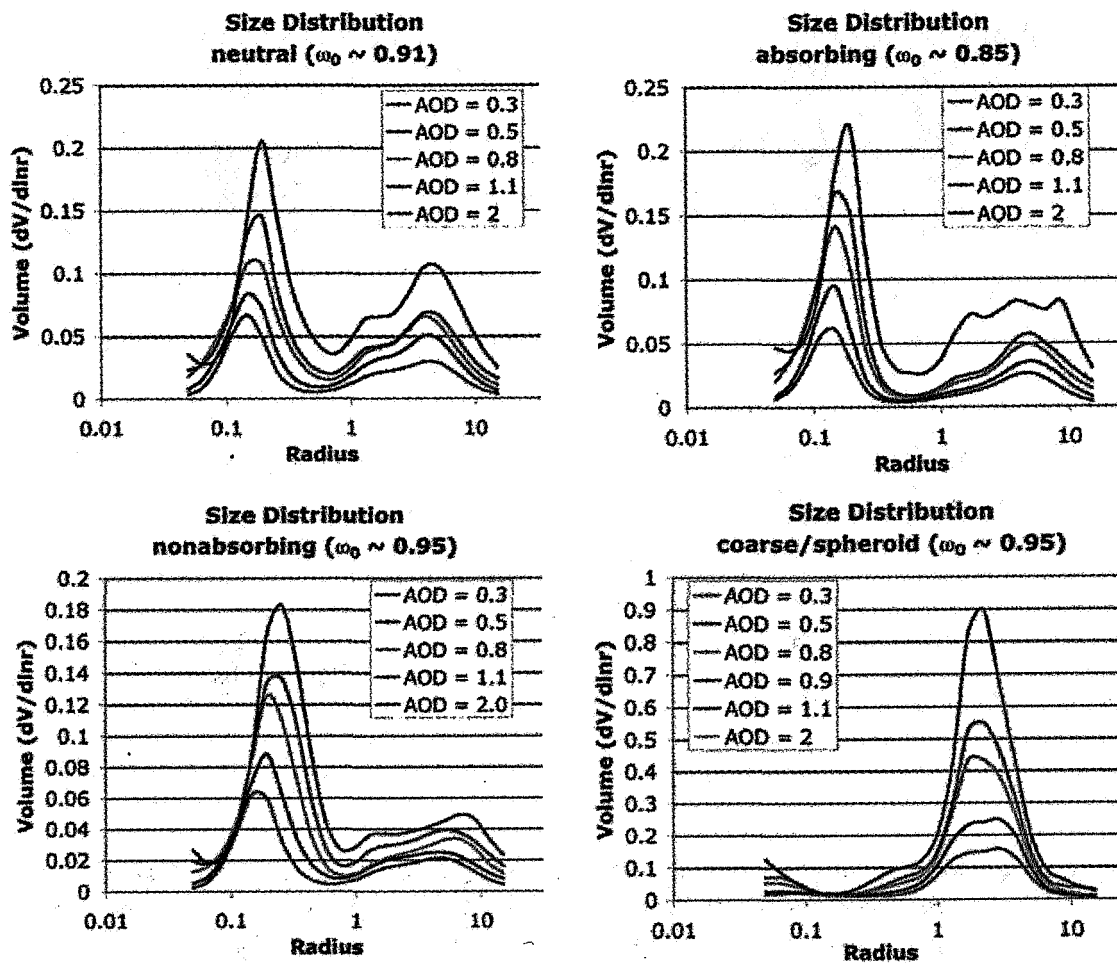 Size Distribution
neutral (ω₀ ~ 0.91)
Volume (dV/dlnr)
0.25
0.2
0.15
0.1
0.05
0
AOD = 0.3
AOD = 0.5
AOD = 0.8
AOD = 1.1
AOD = 2
0.01
0.1
1
10
Radius
Size Distribution
absorbing (ω₀ ~ 0.85)
Volume (dV/dlnr)
0.25
0.2
0.15
0.1
0.05
0
AOD = 0.3
AOD = 0.5
AOD = 0.8
AOD = 1.1
AOD = 2
0.01
0.1
1
10
Radius
Size Distribution
nonabsorbing (ω₀ ~ 0.95)
Volume (dV/dlnr)
0.2
0.18
0.16
0.14
0.12
0.1
0.08
0.06
0.04
0.02
0
AOD = 0.3
AOD = 0.5
AOD = 0.8
AOD = 1.1
AOD = 2.0
0.01
0.1
1
10
Radius
Size Distribution
coarse/spheroid (ω₀ ~ 0.95)
Volume (dV/dlnr)
1
0.9
0.8
0.7
0.6
0.5
0.4
0.3
0.2
0.1
0
AOD = 0.3
AOD = 0.5
AOD = 0.8
AOD = 0.9
AOD = 1.1
AOD = 2
0.01
0.1
1
10
Radius